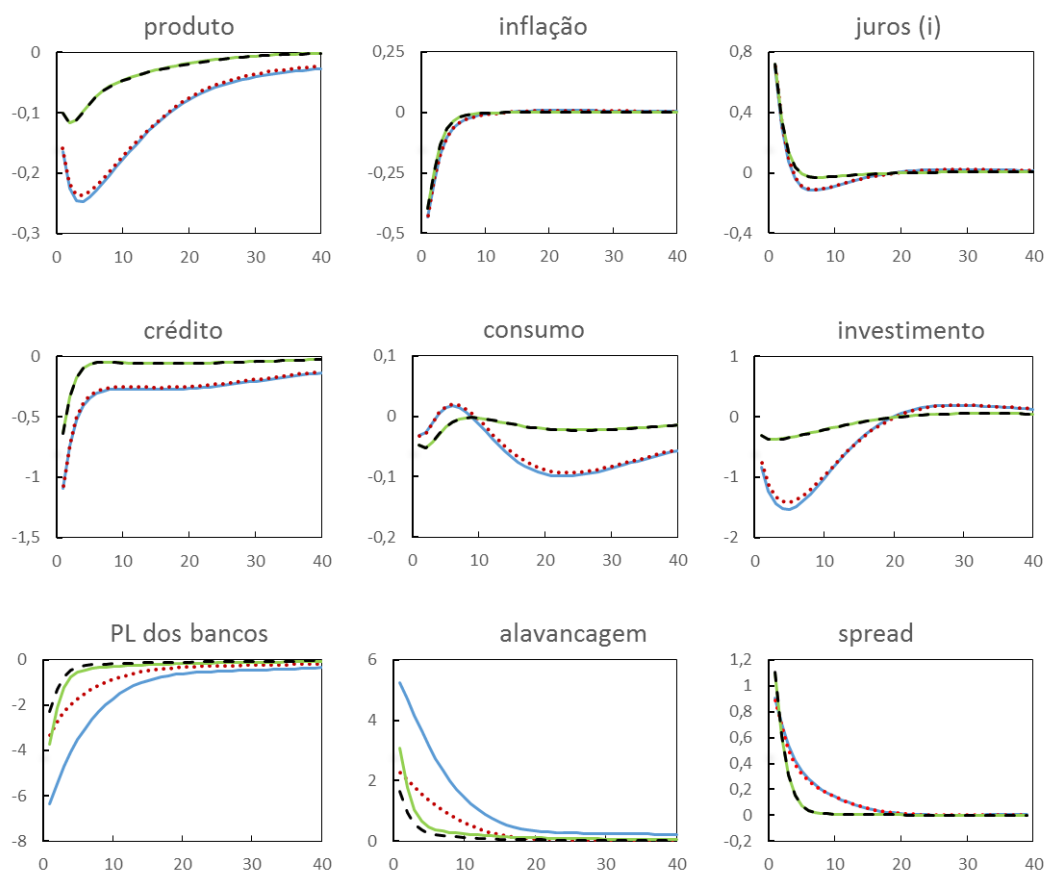 produto
0
-0,1
-0,2
-0,3
0 10 20 30 40
inflação
0,25
0
-0,25
-0,5
0 10 20 30 40
juros (i)
0,8
0,4
0
-0,4
0 10 20 30 40
crédito
0
-0,5
-1
-1,5
0 10 20 30 40
consumo
0,1
0
-0,1
-0,2
0 10 20 30 40
investimento
1
0
-1
-2
0 10 20 30 40
PL dos bancos
0
-2
-4
-6
-8
0 10 20 30 40
alavancagem
6
4
2
0
0 10 20 30 40
spread
1,2
1
0,8
0,6
0,4
0,2
0
-0,2
0 10 20 30 40